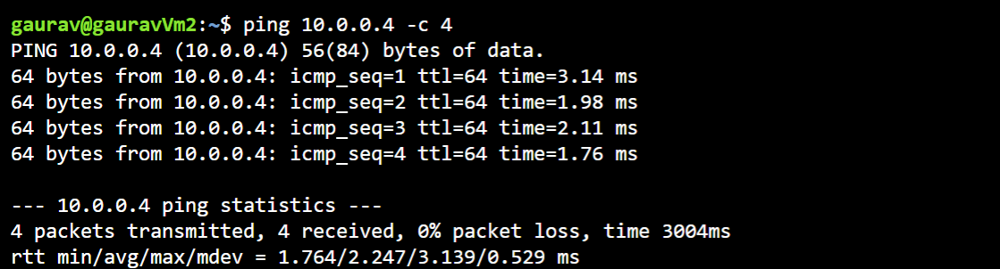 gaurav@gauravVm2:~$ ping 10.0.0.4 -c 4
PING 10.0.0.4 (10.0.0.4) 56(84) bytes of data.
64 bytes from 10.0.0.4: icmp_seq=1 ttl=64 time=3.14 ms
64 bytes from 10.0.0.4: icmp_seq=2 ttl=64 time=1.98 ms
64 bytes from 10.0.0.4: icmp_seq=3 ttl=64 time=2.11 ms
64 bytes from 10.0.0.4: icmp_seq=4 ttl=64 time=1.76 ms
--- 10.0.0.4 ping statistics ---
4 packets transmitted, 4 received, 0% packet loss, time 3004ms
rtt min/avg/max/mdev = 1.764/2.247/3.139/0.529 ms